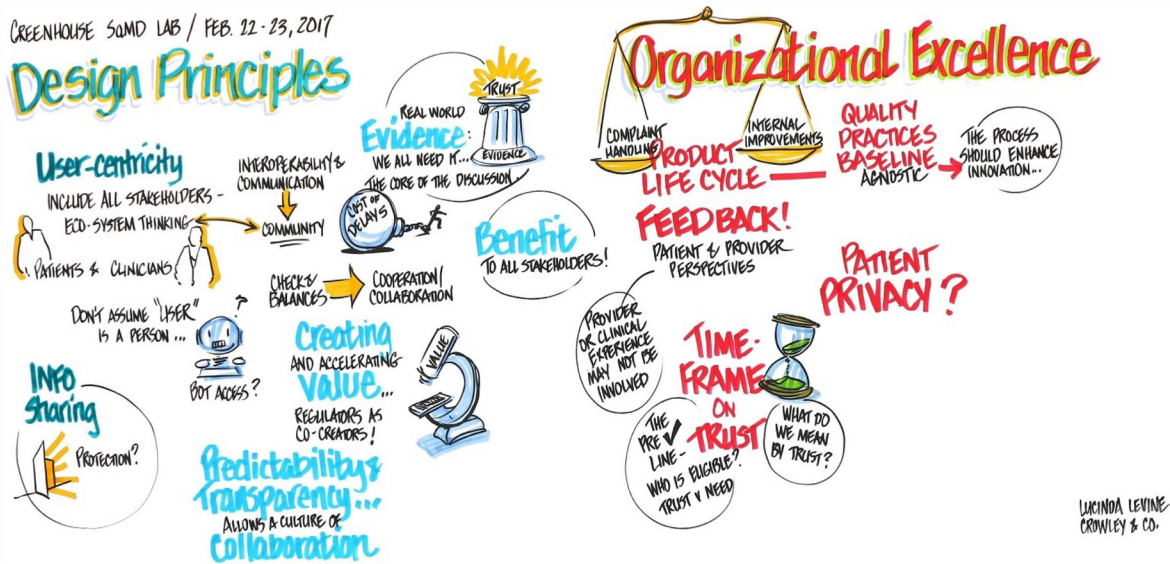 GREENHOUSE SaMD LAB / FEB. 22-23, 2017
Design Principles
User-centricity
INCLUDE ALL STAKEHOLDERS -
ECO-SYSTEM THINKING
PATIENTS & CLINICIANS
INTEROPERABILITY &
COMMUNICATION
COMMUNITY
REAL WORLD
Evidence:
WE ALL NEED IT...
THE CORE OF THE DISCUSSION
TRUST
EVIDENCE
COST OF
DELAYS
Benefit
TO ALL STAKEHOLDERS!
CHECK &
BALANCES
COOPERATION/
COLLABORATION
DON'T ASSUME "USER"
IS A PERSON...
?
BOT ACCESS?
INFO
Sharing
PROTECTION?
Creating
AND ACCELERATING
Value...
REGULATORS AS
CO-CREATORS!
VALUE
Predictability &
Transparency...
ALLOWS A CULTURE OF
Collaboration
Organizational Excellence
COMPLAINT
HANDLING
INTERNAL
IMPROVEMENTS
PRODUCT
LIFE CYCLE
QUALITY
PRACTICES
BASELINE
AGNOSTIC
THE PROCESS
SHOULD ENHANCE
INNOVATION...
FEEDBACK!
PATIENT & PROVIDER
PERSPECTIVES
PROVIDER
OR CLINICAL
EXPERIENCE
MAY NOT BE
INVOLVED
PATIENT
PRIVACY?
TIME-
FRAME
ON
TRUST
THE
PRE
LINE-
WHO IS ELIGIBLE?
TRUST V NEED
WHAT DO
WE MEAN
BY TRUST?
LUCINDA LEVINE
CROWLEY & CO.